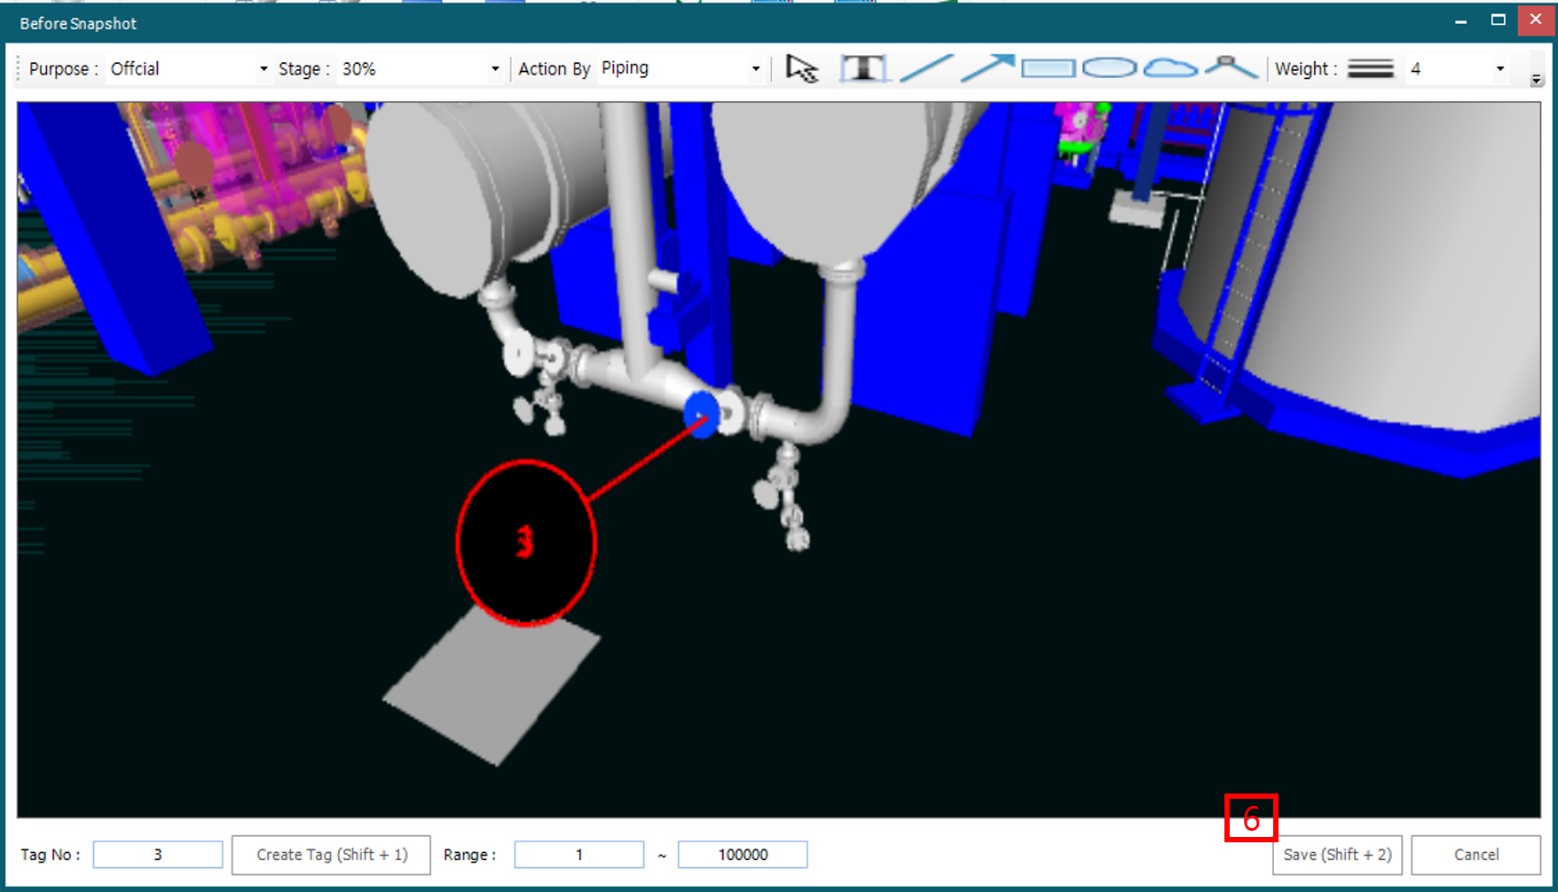 Before Snapshot
Purpose : Offcial Stage : 30% Action By Piping T Weight : 4
3
6
Tag No : 3 Create Tag (Shift + 1) Range : 1 ~ 100000 Save (Shift + 2) Cancel